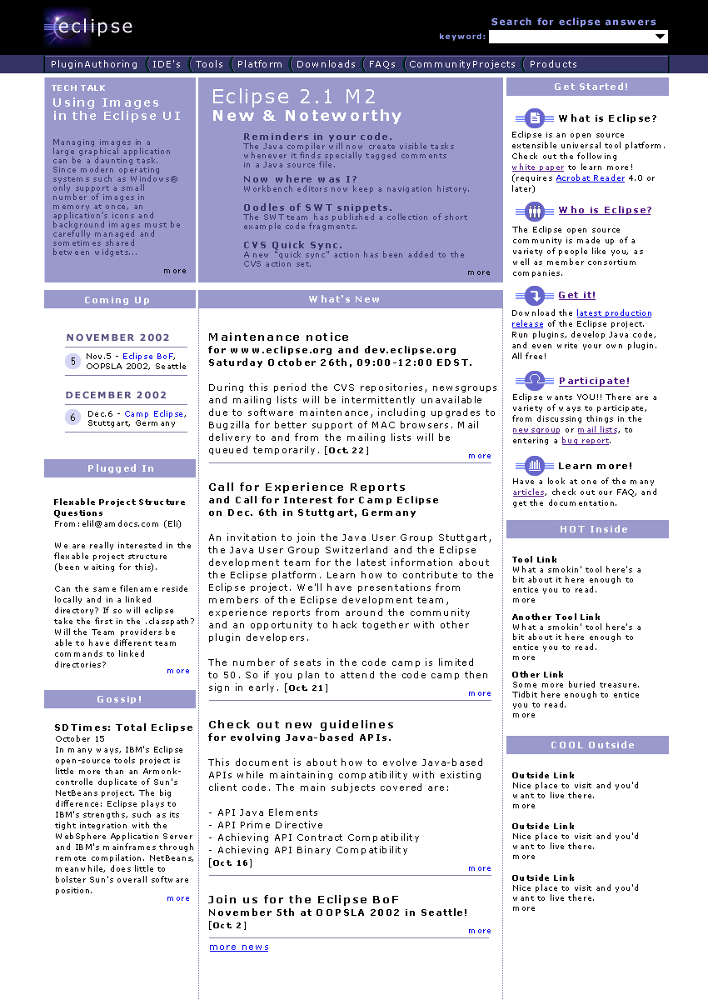 eclipse
Search for eclipse answers
keyword:
PluginAuthoring
IDE's
Tools
Platform
Downloads
FAQs
CommunityProjects
Products
TECH TALK
Using Images
in the Eclipse UI
Managing images in a
large graphical application
can be a daunting task.
Since modern operating
systems such as Windows®
only support a small
number of images in
memory at once, an
application's icons and
background images must be
carefully managed and
sometimes shared
between widgets...
more
Eclipse 2.1 M2
New & Noteworthy
Reminders in your code.
The Java compiler will now create visible tasks
whenever it finds specially tagged comments
in a Java source file.
Now where was I?
Workbench editors now keep a navigation history.
Oodles of SWT snippets.
The SWT team has published a collection of short
example code fragments.
CVS Quick Sync.
A new "quick sync" action has been added to the
CVS action set.
more
Coming Up
NOVEMBER 2002
5
Nov.5 - Eclipse BoF,
OOPSLA 2002, Seattle
DECEMBER 2002
6
Dec.6 - Camp Eclipse,
Stuttgart, Germany
Plugged In
Flexable Project Structure
Questions
From:elil@amdocs.com (Eli)
We are really interested in the
flexable project structure
(been waiting for this).
Can the same filename reside
locally and in a linked
directory? If so will eclipse
take the first in the .classpath?
Will the Team providers be
able to have different team
commands to linked
directories?
more
Gossip!
SDTimes: Total Eclipse
October 15
In many ways, IBM's Eclipse
open-source tools project is
little more than an Armonk-
controlle duplicate of Sun's
NetBeans project. The big
difference: Eclipse plays to
IBM's strengths, such as its
tight integration with the
WebSphere Application Server
and IBM's mainframes through
remote compilation. NetBeans,
meanwhile, does little to
bolster Sun's overall software
position.
more
What's New
Maintenance notice
for www.eclipse.org and dev.eclipse.org
Saturday October 26th, 09:00-12:00 EDST.
During this period the CVS repositories, newsgroups
and mailing lists will be intermittently unavailable
due to software maintenance, including upgrades to
Bugzilla for better support of MAC browsers. Mail
delivery to and from the mailing lists will be
queued temporarily. [Oct. 22]
more
Call for Experience Reports
and Call for Interest for Camp Eclipse
on Dec. 6th in Stuttgart, Germany
An invitation to join the Java User Group Stuttgart,
the Java User Group Switzerland and the Eclipse
development team for the latest information about
the Eclipse platform. Learn how to contribute to the
Eclipse project. We'll have presentations from
members of the Eclipse development team,
experience reports from around the community
and an opportunity to hack together with other
plugin developers.
The number of seats in the code camp is limited
to 50. So if you plan to attend the code camp then
sign in early. [Oct. 21]
more
Check out new guidelines
for evolving Java-based APIs.
This document is about how to evolve Java-based
APIs while maintaining compatibility with existing
client code. The main subjects covered are:
- API Java Elements
- API Prime Directive
- Achieving API Contract Compatibility
- Achieving API Binary Compatibility
[Oct. 16]
more
Join us for the Eclipse BoF
November 5th at OOPSLA 2002 in Seattle!
[Oct. 2]
more
more news
Get Started!
What is Eclipse?
Eclipse is an open source
extensible universal tool platform.
Check out the following
white paper to learn more!
(requires Acrobat Reader 4.0 or
later)
Who is Eclipse?
The Eclipse open source
community is made up of a
variety of people like you, as
well as member consortium
companies.
Get it!
Download the latest production
release of the Eclipse project.
Run plugins, develop Java code,
and even write your own plugin.
All free!
Participate!
Eclipse wants YOU!! There are a
variety of ways to participate,
from discussing things in the
newsgroup or mail lists, to
entering a bug report.
Learn more!
Have a look at one of the many
articles, check out our FAQ, and
get the documentation.
HOT Inside
Tool Link
What a smokin' tool here's a
bit about it here enough to
entice you to read.
more
Another Tool Link
What a smokin' tool here's a
bit about it here enough to
entice you to read.
more
Other Link
Some more buried treasure.
Tidbit here enough to entice
you to read.
more
COOL Outside
Outside Link
Nice place to visit and you'd
want to live there.
more
Outside Link
Nice place to visit and you'd
want to live there.
more
Outside Link
Nice place to visit and you'd
want to live there.
more